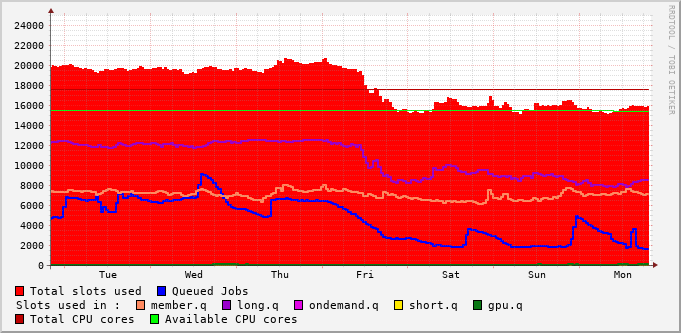 RRDTOOL / TOBI OETIKER
24000
22000
20000
18000
16000
14000
12000
10000
8000
6000
4000
2000
0
Tue Wed Thu Fri Sat Sun Mon
Total slots used Queued Jobs
Slots used in : member.q long.q ondemand.q short.q gpu.q
Total CPU cores Available CPU cores